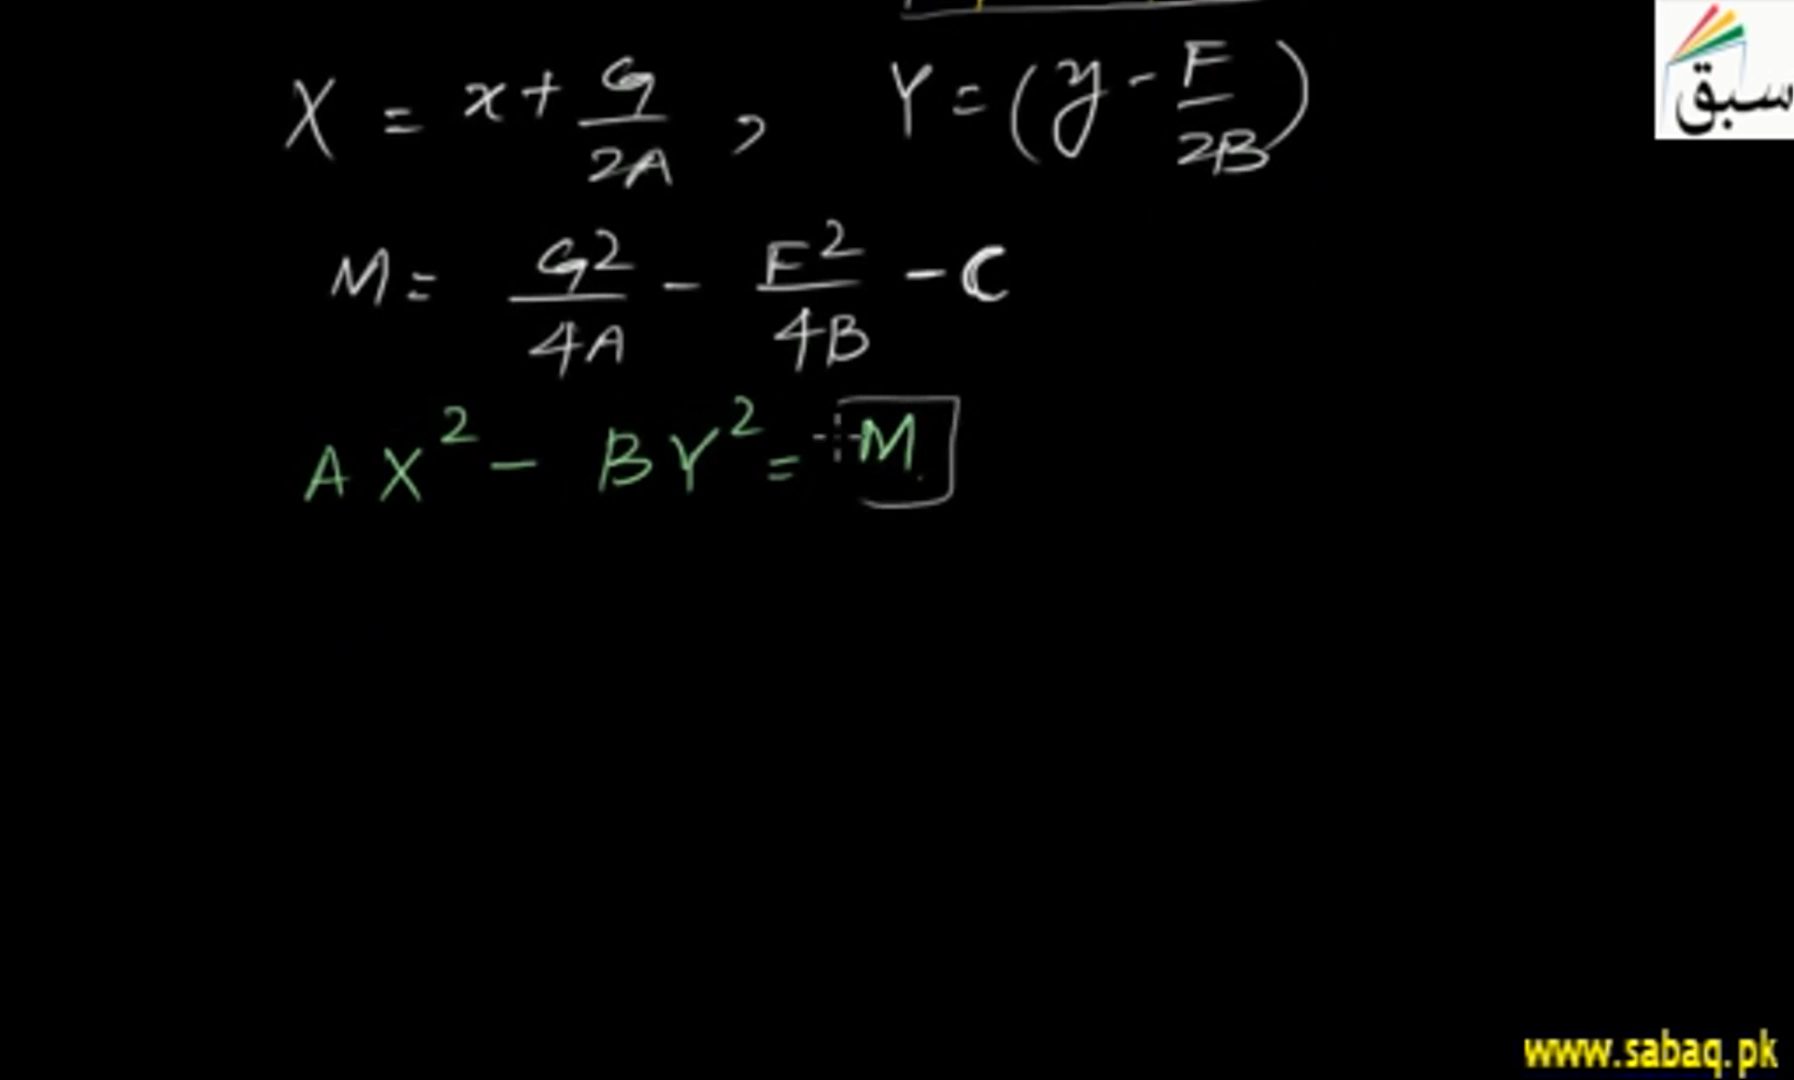 سبق
X = x + G/2A , Y = (y - F/2B)
M = G²/4A - F²/4B - C
AX² - BY² = M
www.sabaq.pk